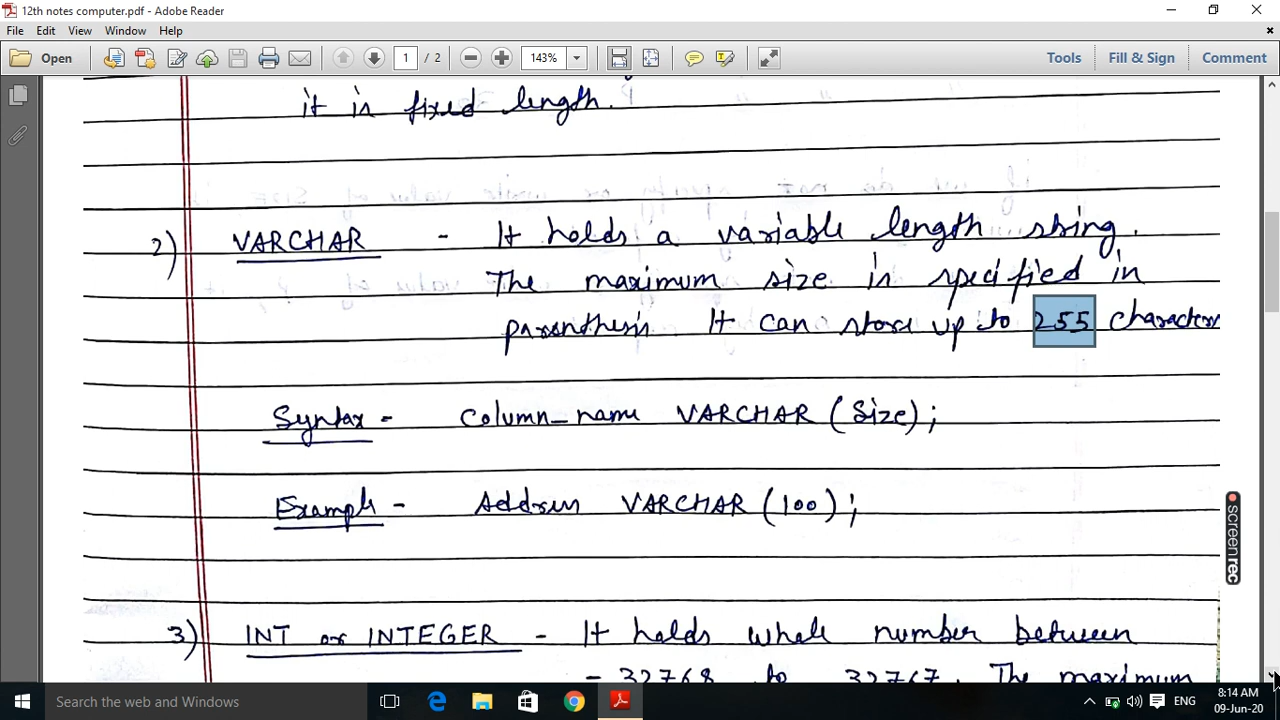 12th notes computer.pdf - Adobe Reader
File Edit View Window Help
Open 1 / 2 143% Tools Fill & Sign Comment
it is fixed length.
2) VARCHAR - It holds a variable length string.
The maximum size is specified in
parenthesis It can store up to 255 characters
Syntax - Column_name VARCHAR (Size);
Example - Address VARCHAR (100);
3) INT or INTEGER - It holds whole number between
- 32768 to 32767. The maximum
screenrec
Search the web and Windows
ENG
8:14 AM
09-Jun-20